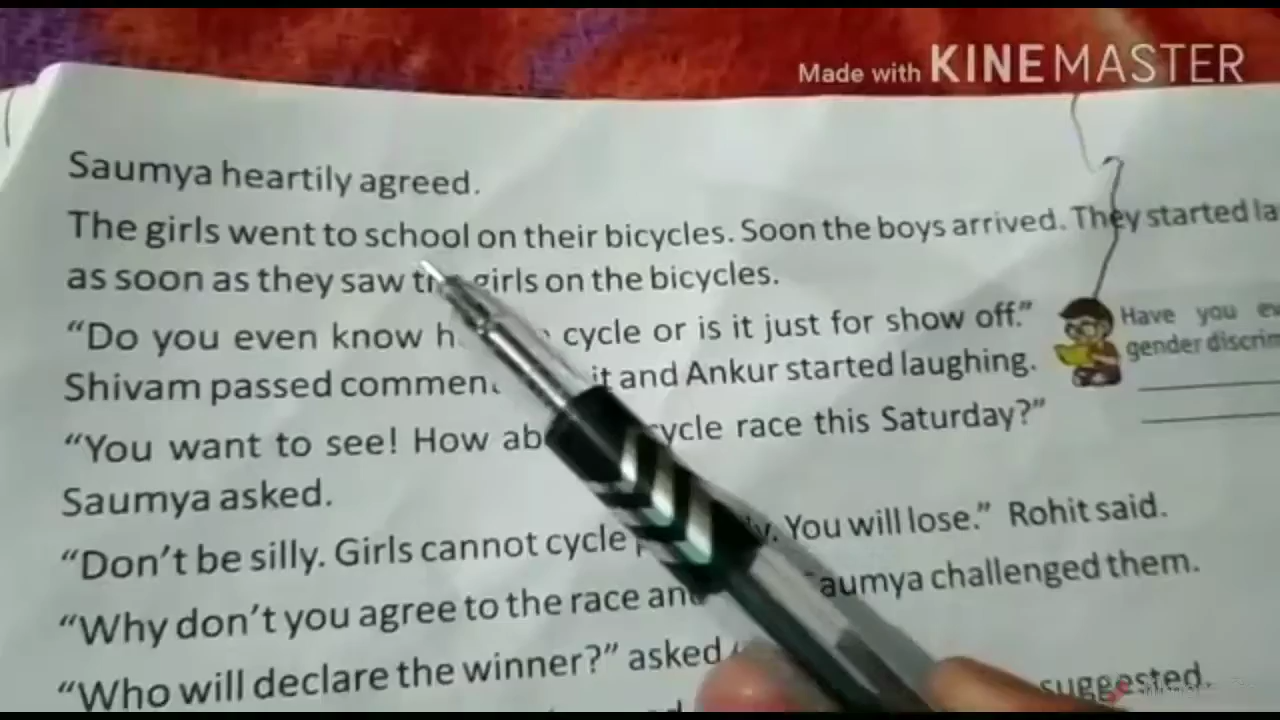 Made with KINEMASTER
Saumya heartily agreed.
The girls went to school on their bicycles. Soon the boys arrived. They started la
as soon as they saw the girls on the bicycles.
“Do you even know h cycle or is it just for show off.”
Shivam passed commen it and Ankur started laughing.
“You want to see! How ab ycle race this Saturday?”
Saumya asked.
“Don’t be silly. Girls cannot cycle y. You will lose.” Rohit said.
“Why don’t you agree to the race an aumya challenged them.
“Who will declare the winner?” asked suggested.
Have you ev
gender discrim